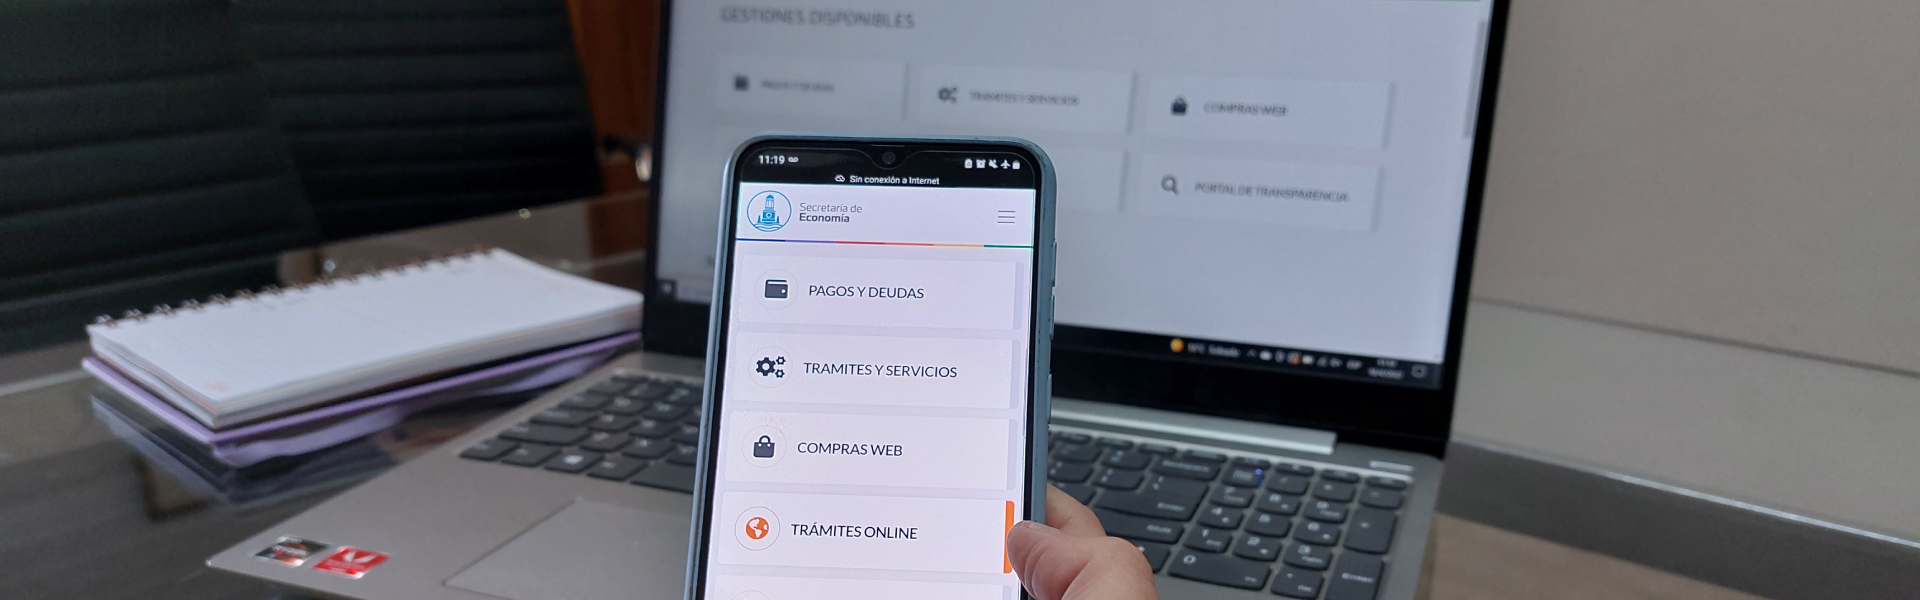 GESTIONES DISPONIBLES
PAGOS Y DEUDAS
TRAMITES Y SERVICIOS
COMPRAS WEB
PORTAL DE TRANSPARENCIA
11:19
Sin conexión a Internet
Secretaría de
Economía
PAGOS Y DEUDAS
TRAMITES Y SERVICIOS
COMPRAS WEB
TRÁMITES ONLINE